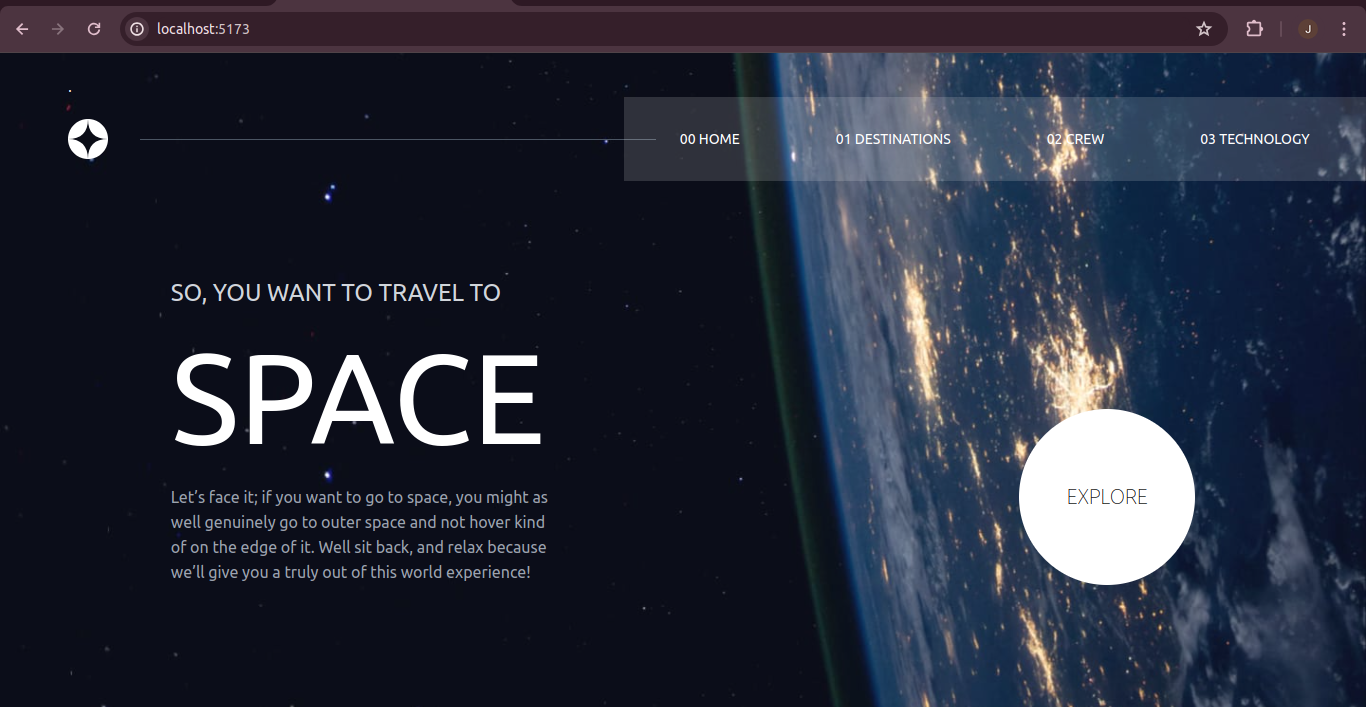 localhost:5173
J
00 HOME 01 DESTINATIONS 02 CREW 03 TECHNOLOGY
SO, YOU WANT TO TRAVEL TO
SPACE
Let’s face it; if you want to go to space, you might as
well genuinely go to outer space and not hover kind
of on the edge of it. Well sit back, and relax because
we’ll give you a truly out of this world experience!
EXPLORE